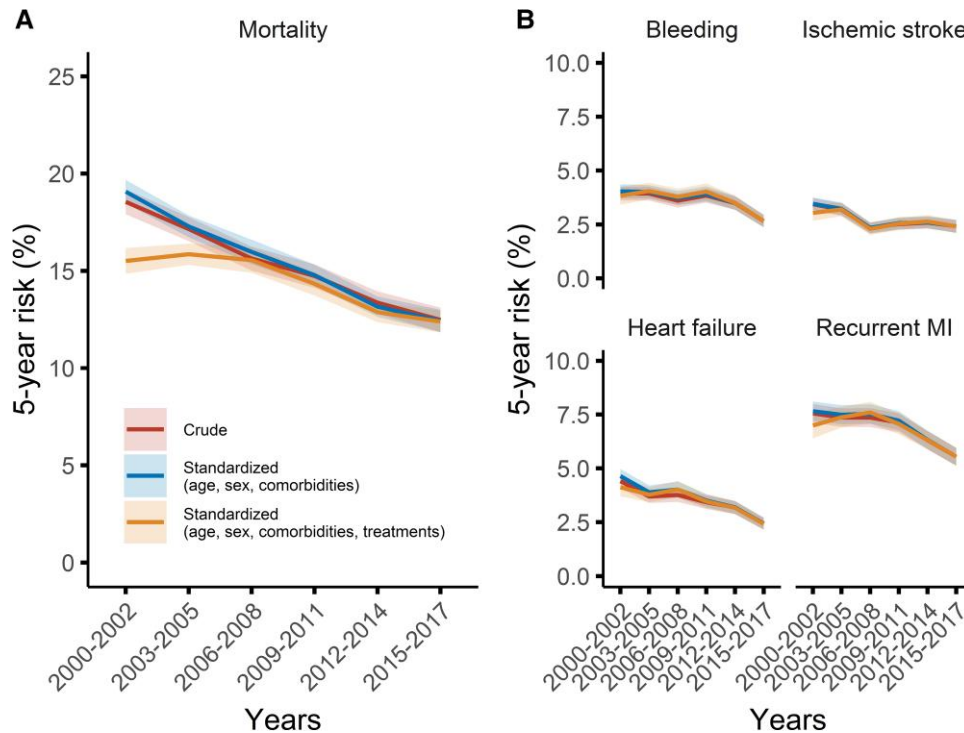 A
Mortality
25
20
15
10
5
0
5-year risk (%)
Crude
Standardized
(age, sex, comorbidities)
Standardized
(age, sex, comorbidities, treatments)
2000-2002
2003-2005
2006-2008
2009-2011
2012-2014
2015-2017
Years
B
Bleeding
Ischemic stroke
10.0
7.5
5.0
2.5
0.0
5-year risk (%)
Heart failure
Recurrent MI
10.0
7.5
5.0
2.5
0.0
5-year risk (%)
2000-2002
2003-2005
2006-2008
2009-2011
2012-2014
2015-2017
2000-2002
2003-2005
2006-2008
2009-2011
2012-2014
2015-2017
Years